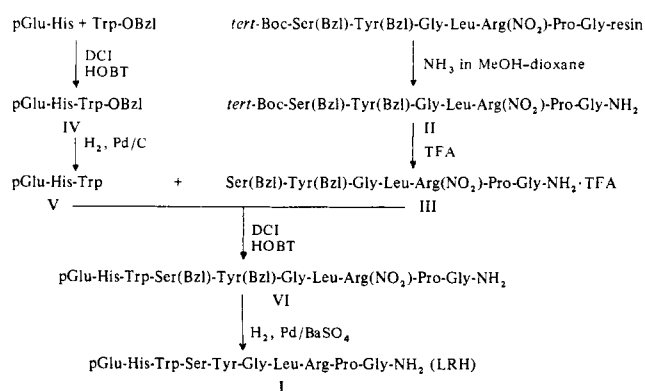 pGlu-His + Trp-OBzl
tert-Boc-Ser(Bzl)-Tyr(Bzl)-Gly-Leu-Arg(NO₂)-Pro-Gly-resin
DCI
HOBT
NH₃ in MeOH-dioxane
pGlu-His-Trp-OBzl
tert-Boc-Ser(Bzl)-Tyr(Bzl)-Gly-Leu-Arg(NO₂)-Pro-Gly-NH₂
IV
II
H₂, Pd/C
TFA
pGlu-His-Trp + Ser(Bzl)-Tyr(Bzl)-Gly-Leu-Arg(NO₂)-Pro-Gly-NH₂·TFA
V
III
DCI
HOBT
pGlu-His-Trp-Ser(Bzl)-Tyr(Bzl)-Gly-Leu-Arg(NO₂)-Pro-Gly-NH₂
VI
H₂, Pd/BaSO₄
pGlu-His-Trp-Ser-Tyr-Gly-Leu-Arg-Pro-Gly-NH₂ (LRH)
I